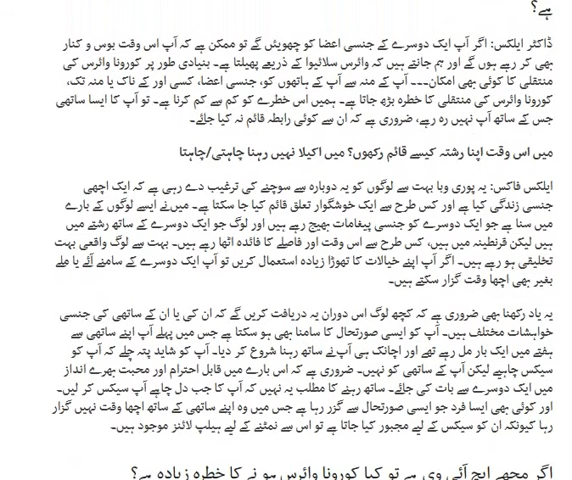 ہے؟
ڈاکٹر ایلکس: اگر آپ ایک دوسرے کے جنسی اعضا کو چھوئیں گے تو ممکن ہے کہ آپ اس وقت بوس و کنار
بھی کر رہے ہوں گے اور ہم جانتے ہیں کہ وائرس سلائیوا کے ذریعے پھیلتا ہے۔ بنیادی طور پر کورونا وائرس کی
منتقلی کا کوئی بھی امکان۔۔۔ آپ کے منہ سے آپ کے ہاتھوں کو، جنسی اعضا، کسی اور کے ناک یا منہ تک،
کورونا وائرس کی منتقلی کا خطرہ بڑھ جاتا ہے۔ ہمیں اس خطرے کو کم سے کم کرنا ہے۔ تو آپ کا ایسا ساتھی
جس کے ساتھ آپ نہیں رہ رہے، ضروری ہے کہ ان سے کوئی رابطہ قائم نہ کیا جائے۔
میں اس وقت اپنا رشتہ کیسے قائم رکھوں؟ میں اکیلا نہیں رہنا چاہتی/چاہتا
ایلکس فاکس: یہ پوری وبا بہت سے لوگوں کو یہ دوبارہ سے سوچنے کی ترغیب دے رہی ہے کہ ایک اچھی
جنسی زندگی کیا ہے اور کس طرح سے ایک خوشگوار تعلق قائم کیا جا سکتا ہے۔ میں نے ایسے لوگوں کے بارے
میں سنا ہے جو ایک دوسرے کو جنسی پیغامات بھیج رہے ہیں اور لوگ جو ایک دوسرے کے ساتھ رشتے میں
ہیں لیکن قرنطینہ میں ہیں، کس طرح سے اس وقت اور فاصلے کا فائدہ اٹھا رہے ہیں۔ بہت سے لوگ واقعی بہت
تخلیقی ہو رہے ہیں۔ اگر آپ اپنے خیالات کا تھوڑا زیادہ استعمال کریں تو آپ ایک دوسرے کے سامنے آئے یا ملے
بغیر بھی اچھا وقت گزار سکتے ہیں۔
یہ یاد رکھنا بھی ضروری ہے کہ کچھ لوگ اس دوران یہ دریافت کریں گے کہ ان کی یا ان کے ساتھی کی جنسی
خواہشات مختلف ہیں۔ آپ کو ایسی صورتحال کا سامنا بھی ہو سکتا ہے جس میں پہلے آپ اپنے ساتھی سے
ہفتے میں ایک بار مل رہے تھے اور اچانک ہی آپ نے ساتھ رہنا شروع کر دیا۔ آپ کو شاید پتہ چلے کہ آپ کو
سیکس چاہیے لیکن آپ کے ساتھی کو نہیں۔ ضروری ہے کہ اس بارے میں قابل احترام اور محبت بھرے انداز
میں ایک دوسرے سے بات کی جائے۔ ساتھ رہنے کا مطلب یہ نہیں کہ آپ کا جب دل چاہے آپ سیکس کر لیں۔
اور کوئی بھی ایسا فرد جو ایسی صورتحال سے گزر رہا ہے جس میں وہ اپنے ساتھی کے ساتھ اچھا وقت نہیں گزار
رہا کیونکہ ان کو سیکس کے لیے مجبور کیا جاتا ہے تو اس سے نمٹنے کے لیے ہیلپ لائنز موجود ہیں۔
اگر مجھے ایچ آئی وی ہے تو کیا کورونا وائرس ہونے کا خطرہ زیادہ ہے؟